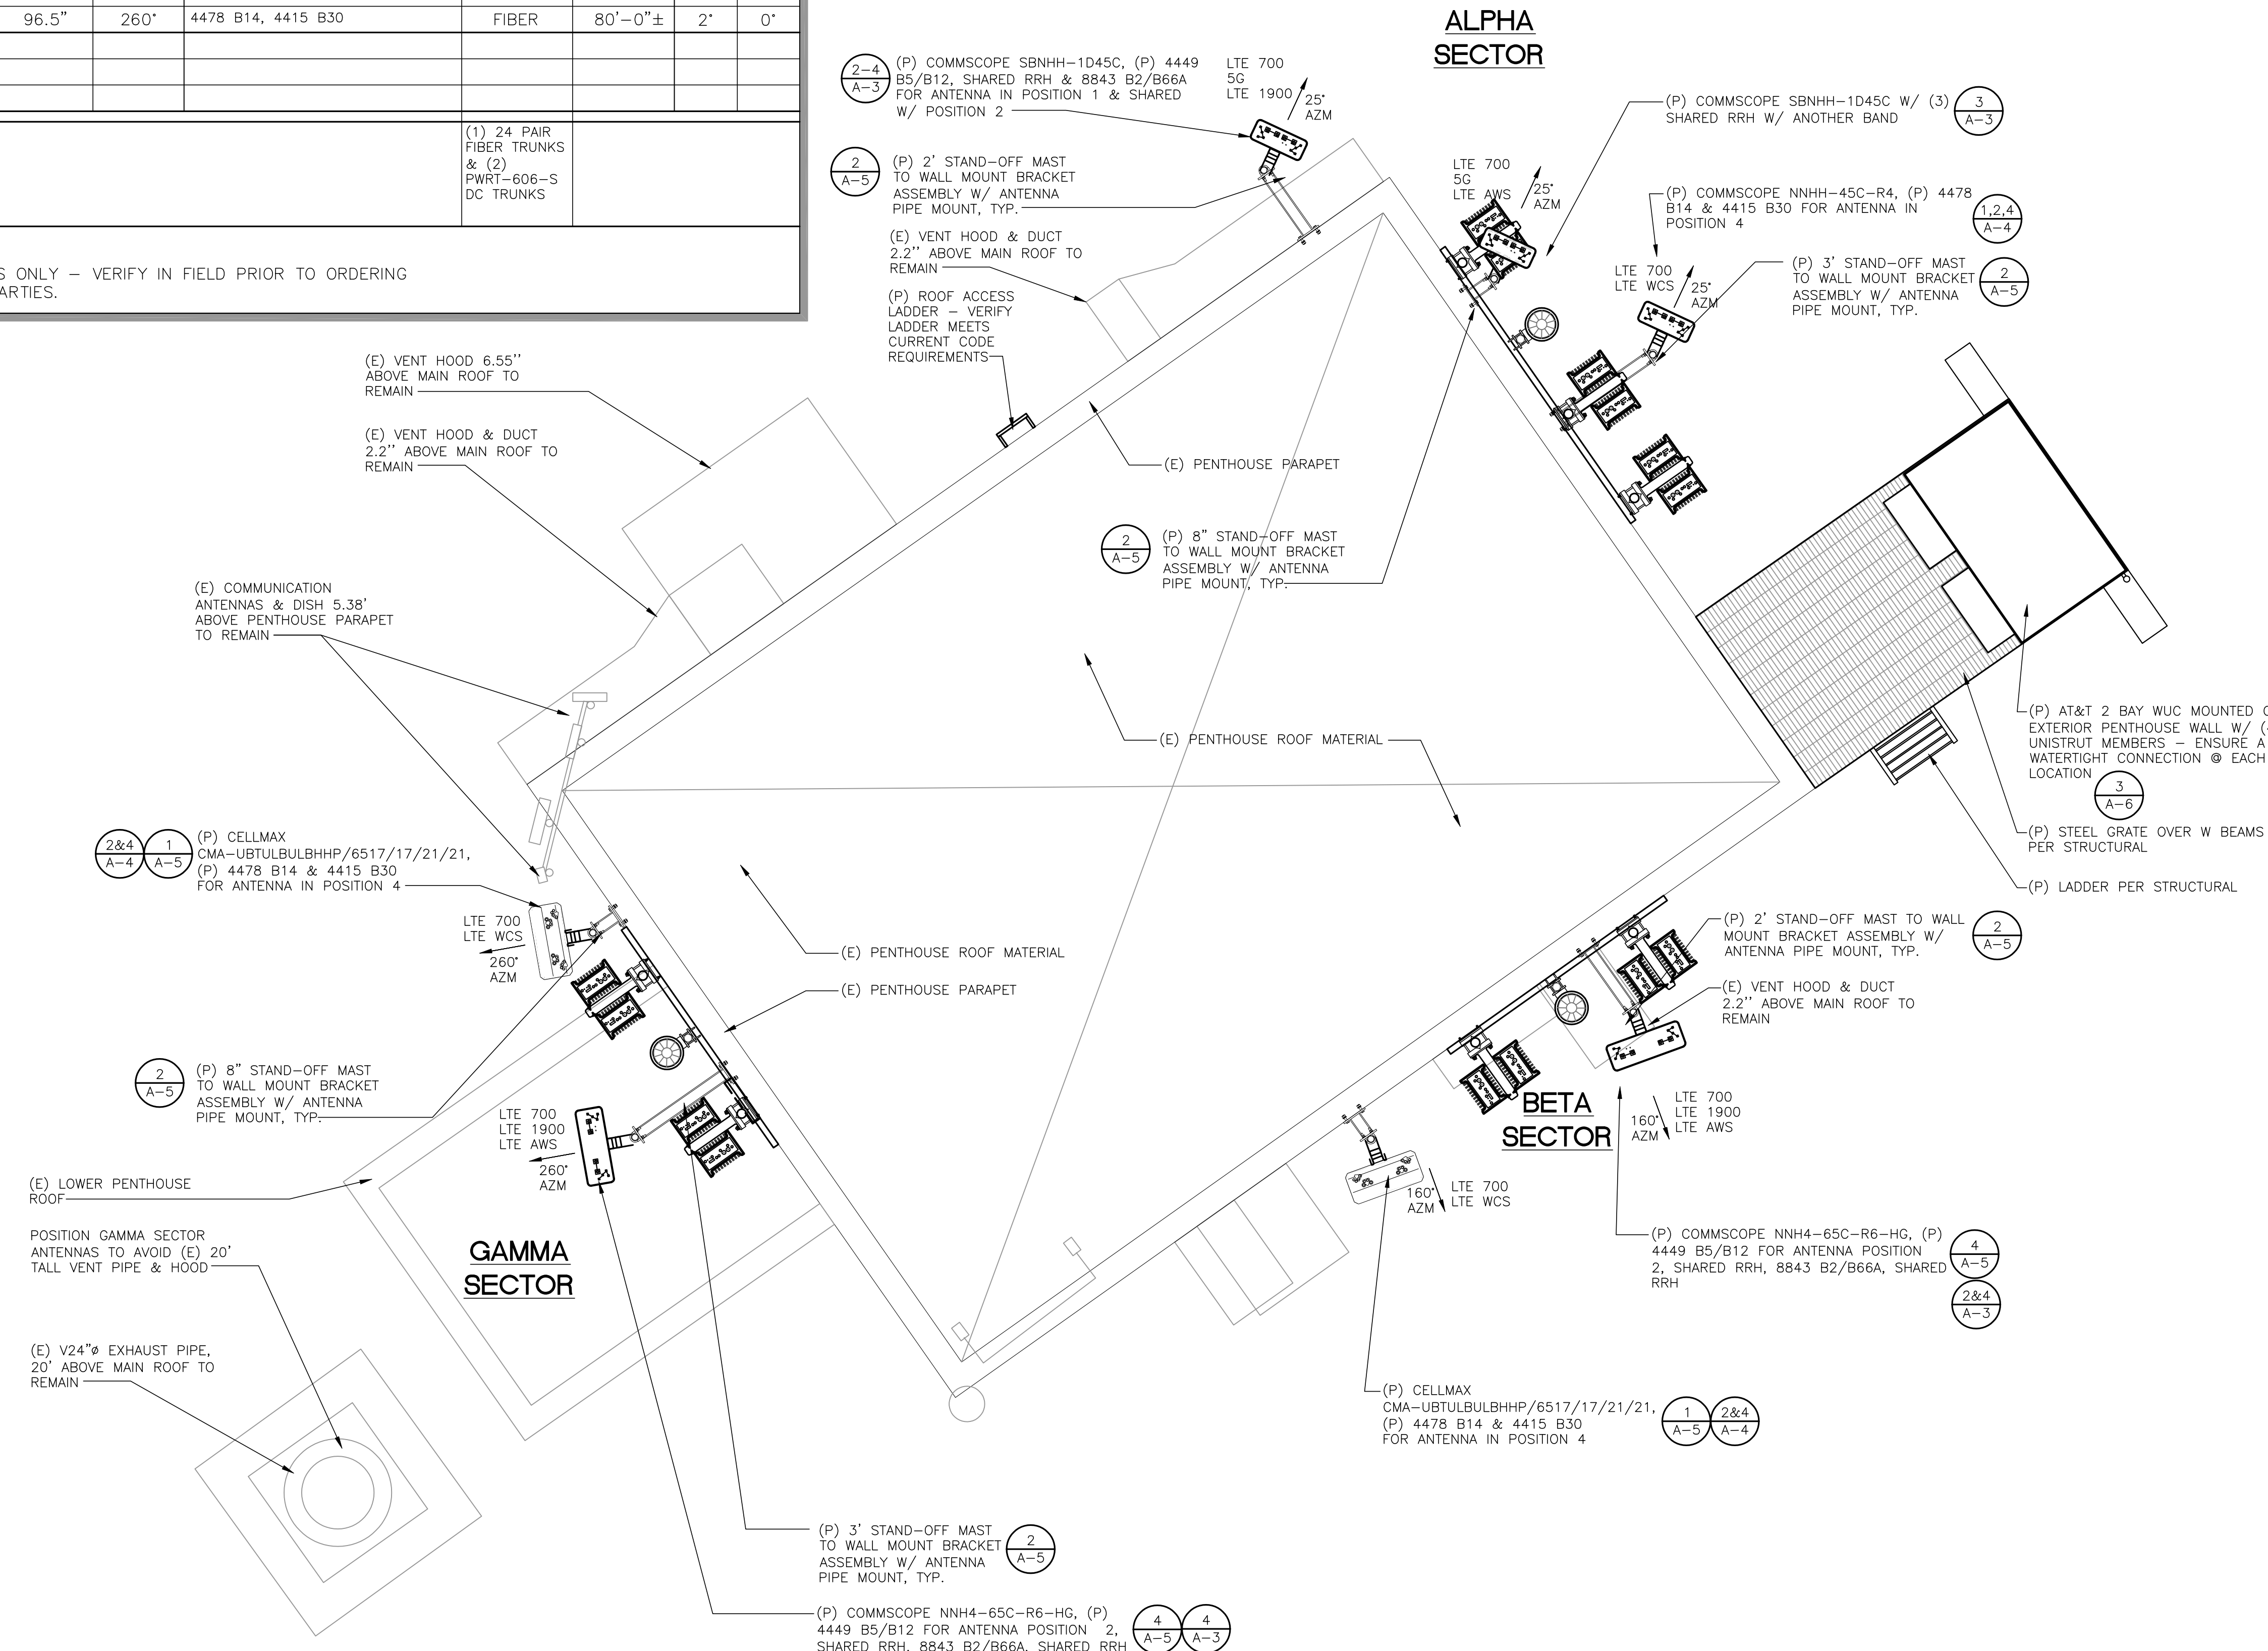 96.5" 260° 4478 B14, 4415 B30 FIBER 80'-0"± 2° 0°
(1) 24 PAIR
FIBER TRUNKS
& (2)
PWRT-606-S
DC TRUNKS
S ONLY – VERIFY IN FIELD PRIOR TO ORDERING
ARTIES.
ALPHA
SECTOR
2-4
A-3
(P) COMMSCOPE SBNHH-1D45C, (P) 4449
B5/B12, SHARED RRH & 8843 B2/B66A
FOR ANTENNA IN POSITION 1 & SHARED
W/ POSITION 2
LTE 700
5G
LTE 1900
25°
AZM
2
A-5
(P) 2' STAND-OFF MAST
TO WALL MOUNT BRACKET
ASSEMBLY W/ ANTENNA
PIPE MOUNT, TYP.
(E) VENT HOOD & DUCT
2.2'' ABOVE MAIN ROOF TO
REMAIN
(P) ROOF ACCESS
LADDER – VERIFY
LADDER MEETS
CURRENT CODE
REQUIREMENTS
(P) COMMSCOPE SBNHH-1D45C W/ (3)
SHARED RRH W/ ANOTHER BAND
3
A-3
LTE 700
5G
LTE AWS
25°
AZM
(P) COMMSCOPE NNHH-45C-R4, (P) 4478
B14 & 4415 B30 FOR ANTENNA IN
POSITION 4
1,2,4
A-4
LTE 700
LTE WCS
25°
AZM
(P) 3' STAND-OFF MAST
TO WALL MOUNT BRACKET
ASSEMBLY W/ ANTENNA
PIPE MOUNT, TYP.
2
A-5
(E) VENT HOOD 6.55''
ABOVE MAIN ROOF TO
REMAIN
(E) VENT HOOD & DUCT
2.2'' ABOVE MAIN ROOF TO
REMAIN
(E) PENTHOUSE PARAPET
2
A-5
(P) 8" STAND-OFF MAST
TO WALL MOUNT BRACKET
ASSEMBLY W/ ANTENNA
PIPE MOUNT, TYP.
(E) COMMUNICATION
ANTENNAS & DISH 5.38'
ABOVE PENTHOUSE PARAPET
TO REMAIN
(E) PENTHOUSE ROOF MATERIAL
(P) AT&T 2 BAY WUC MOUNTED
EXTERIOR PENTHOUSE WALL W/
UNISTRUT MEMBERS – ENSURE A
WATERTIGHT CONNECTION @ EACH
LOCATION
3
A-6
(P) STEEL GRATE OVER W BEAMS
PER STRUCTURAL
(P) LADDER PER STRUCTURAL
2&4
A-4
1
A-5
(P) CELLMAX
CMA-UBTULBULBHHP/6517/17/21/21,
(P) 4478 B14 & 4415 B30
FOR ANTENNA IN POSITION 4
LTE 700
LTE WCS
260°
AZM
(E) PENTHOUSE ROOF MATERIAL
(E) PENTHOUSE PARAPET
(P) 2' STAND-OFF MAST TO WALL
MOUNT BRACKET ASSEMBLY W/
ANTENNA PIPE MOUNT, TYP.
2
A-5
(E) VENT HOOD & DUCT
2.2'' ABOVE MAIN ROOF TO
REMAIN
2
A-5
(P) 8" STAND-OFF MAST
TO WALL MOUNT BRACKET
ASSEMBLY W/ ANTENNA
PIPE MOUNT, TYP.
LTE 700
LTE 1900
LTE AWS
260°
AZM
BETA
SECTOR
160°
AZM
LTE 700
LTE 1900
LTE AWS
160°
AZM
LTE 700
LTE WCS
(E) LOWER PENTHOUSE
ROOF
POSITION GAMMA SECTOR
ANTENNAS TO AVOID (E) 20'
TALL VENT PIPE & HOOD
GAMMA
SECTOR
(P) COMMSCOPE NNH4-65C-R6-HG, (P)
4449 B5/B12 FOR ANTENNA POSITION
2, SHARED RRH, 8843 B2/B66A, SHARED
RRH
4
A-5
2&4
A-3
(E) V24"ø EXHAUST PIPE,
20' ABOVE MAIN ROOF TO
REMAIN
(P) CELLMAX
CMA-UBTULBULBHHP/6517/17/21/21,
(P) 4478 B14 & 4415 B30
FOR ANTENNA IN POSITION 4
1
A-5
2&4
A-4
(P) 3' STAND-OFF MAST
TO WALL MOUNT BRACKET
ASSEMBLY W/ ANTENNA
PIPE MOUNT, TYP.
2
A-5
(P) COMMSCOPE NNH4-65C-R6-HG, (P)
4449 B5/B12 FOR ANTENNA POSITION 2,
SHARED RRH, 8843 B2/B66A, SHARED RRH
4
A-5
4
A-3